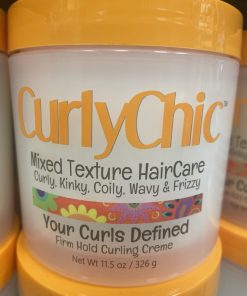 CurlyChic™
Mixed Texture HairCare
Curly, Kinky, Coily, Wavy & Frizzy
Your Curls Defined
Firm Hold Curling Creme
Net Wt 11.5 oz / 326 g